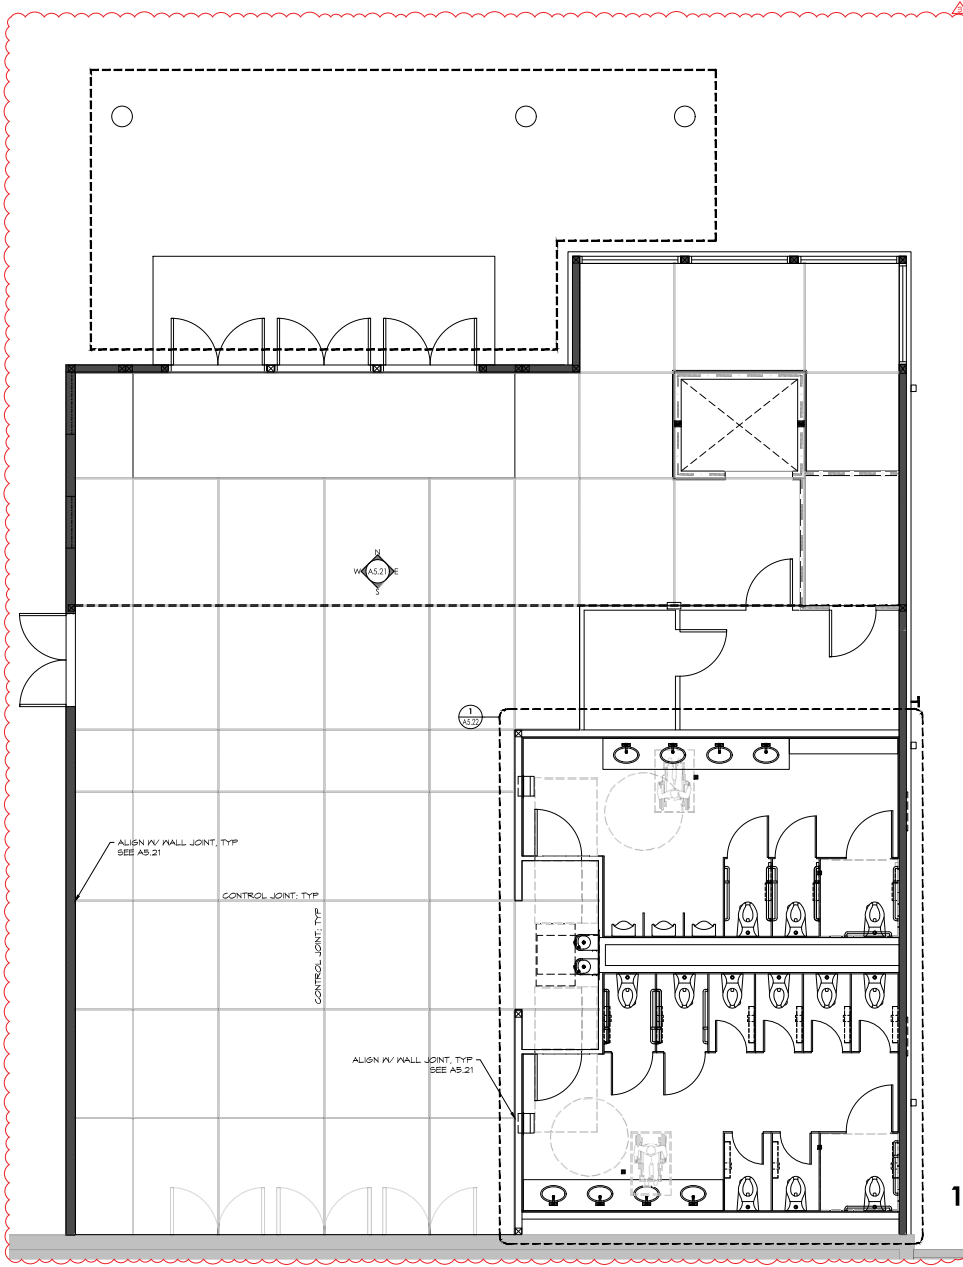 N
W A5.21 E
S
1
A5.22
ALIGN W/ WALL JOINT, TYP
SEE A5.21
CONTROL JOINT; TYP
CONTROL JOINT; TYP
ALIGN W/ WALL JOINT, TYP
SEE A5.21
1